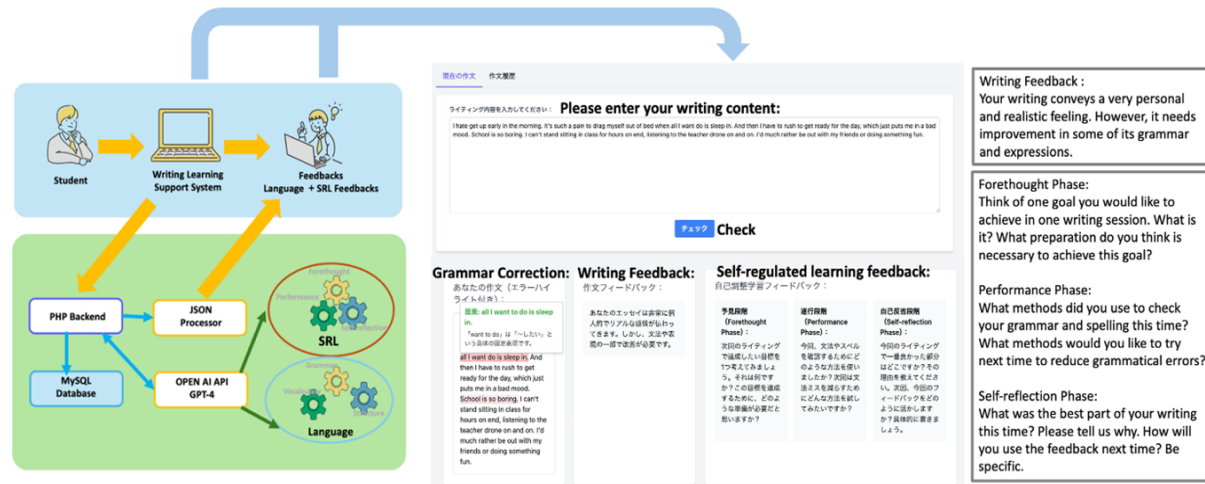 Student
Writing Learning
Support System
Feedbacks
Language + SRL Feedbacks
PHP Backend
JSON
Processor
MySQL
Database
OPEN AI API
GPT-4
Forethought
Performance
Self-reflection
SRL
Grammar
Vocabulary
Structure
Language
現在の作文 作文履歴
ライティング内容を入力してください: Please enter your writing content:
I hate get up early in the morning. It's such a pain to drag myself out of bed when all I want do is sleep in. And then I have to rush to get ready for the day, which just puts me in a bad
mood. School is so boring. I can't stand sitting in class for hours on end, listening to the teacher drone on and on. I'd much rather be out with my friends or doing something fun.
チェック Check
Grammar Correction:
あなたの作文(エラーハイ
ライト付き):
提案: all I want to do is sleep
in.
「want to do」は「〜したい」と
いう意味の固定表現です。
all I want do is sleep in. And
then I have to rush to get
ready for the day, which just
puts me in a bad mood.
School is so boring. I can't
stand sitting in class for
hours on end, listening to the
teacher drone on and on. I'd
much rather be out with my
friends or doing something
fun.
Writing Feedback:
作文フィードバック:
あなたのエッセイは非常に個
人的でリアルな感情が伝わっ
てきます。しかし、文法や表
現の一部で改善が必要です。
Self-regulated learning feedback:
自己調整学習フィードバック:
予見段階
(Forethought
Phase):
次回のライティング
で達成したい目標を
1つ考えてみましょ
う。それは何です
か?この目標を達成
するために、どのよ
うな準備が必要だと
思いますか?
遂行段階
(Performance
Phase):
今回、文法やスペル
を確認するためにど
のような方法を使い
ましたか?次回は文
法ミスを減らすため
にどんな方法を試し
てみたいですか?
自己反省段階
(Self-reflection
Phase):
今回のライティング
で一番良かった部分
はどこですか?その
理由を教えてくださ
い。次回、今回のフ
ィードバックをどの
ように活かします
か?具体的に書きま
しょう。
Writing Feedback :
Your writing conveys a very personal
and realistic feeling. However, it needs
improvement in some of its grammar
and expressions.
Forethought Phase:
Think of one goal you would like to
achieve in one writing session. What is
it? What preparation do you think is
necessary to achieve this goal?
Performance Phase:
What methods did you use to check
your grammar and spelling this time?
What methods would you like to try
next time to reduce grammatical errors?
Self-reflection Phase:
What was the best part of your writing
this time? Please tell us why. How will
you use the feedback next time? Be
specific.